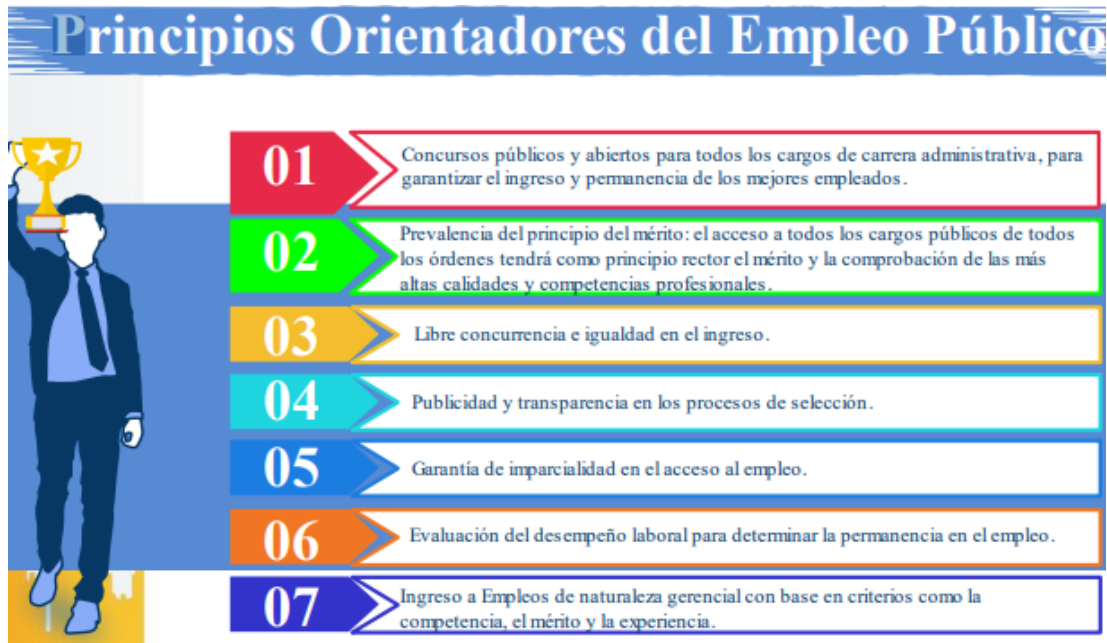 Principios Orientadores del Empleo Público
01
Concursos públicos y abiertos para todos los cargos de carrera administrativa, para
garantizar el ingreso y permanencia de los mejores empleados.
02
Prevalencia del principio del mérito: el acceso a todos los cargos públicos de todos
los órdenes tendrá como principio rector el mérito y la comprobación de las más
altas calidades y competencias profesionales.
03
Libre concurrencia e igualdad en el ingreso.
04
Publicidad y transparencia en los procesos de selección.
05
Garantía de imparcialidad en el acceso al empleo.
06
Evaluación del desempeño laboral para determinar la permanencia en el empleo.
07
Ingreso a Empleos de naturaleza gerencial con base en criterios como la
competencia, el mérito y la experiencia.